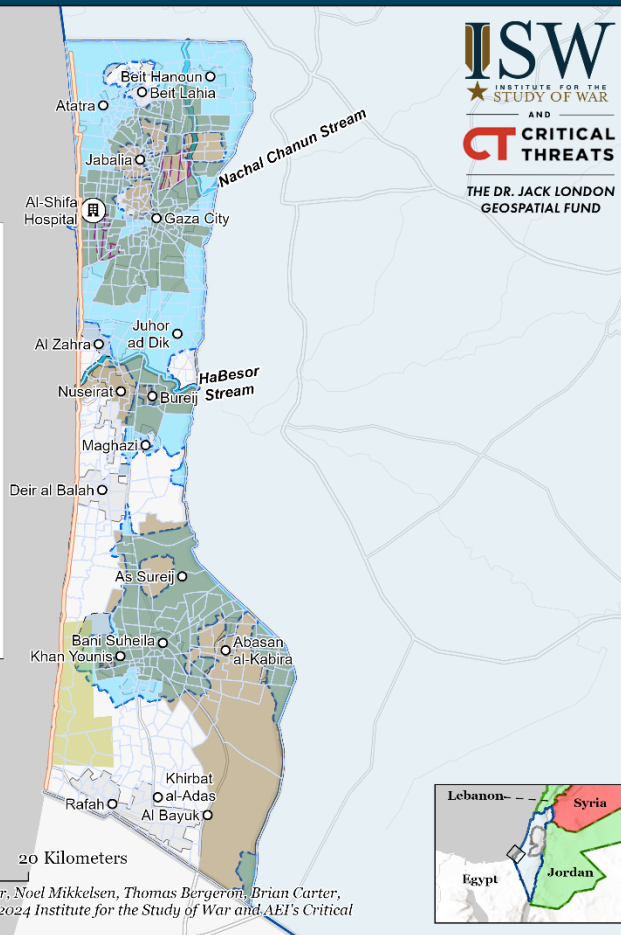 ISW
INSTITUTE FOR THE
STUDY OF WAR
AND
CT CRITICAL
THREATS
THE DR. JACK LONDON
GEOSPATIAL FUND
Beit Hanoun
Beit Lahia
Atatra
Nachal Chanun Stream
Jabalia
Al-Shifa
Hospital
Gaza City
Juhor
ad Dik
Al Zahra
HaBesor
Stream
Nuseirat
Bureij
Maghazi
Deir al Balah
As Sureij
Bani Suheila
Abasan
al-Kabira
Khan Younis
Khirbat
al-Adas
Rafah
Al Bayuk
Lebanon
Syria
Egypt
Jordan
20 Kilometers
r, Noel Mikkelsen, Thomas Bergeron, Brian Carter,
2024 Institute for the Study of War and AEI's Critical